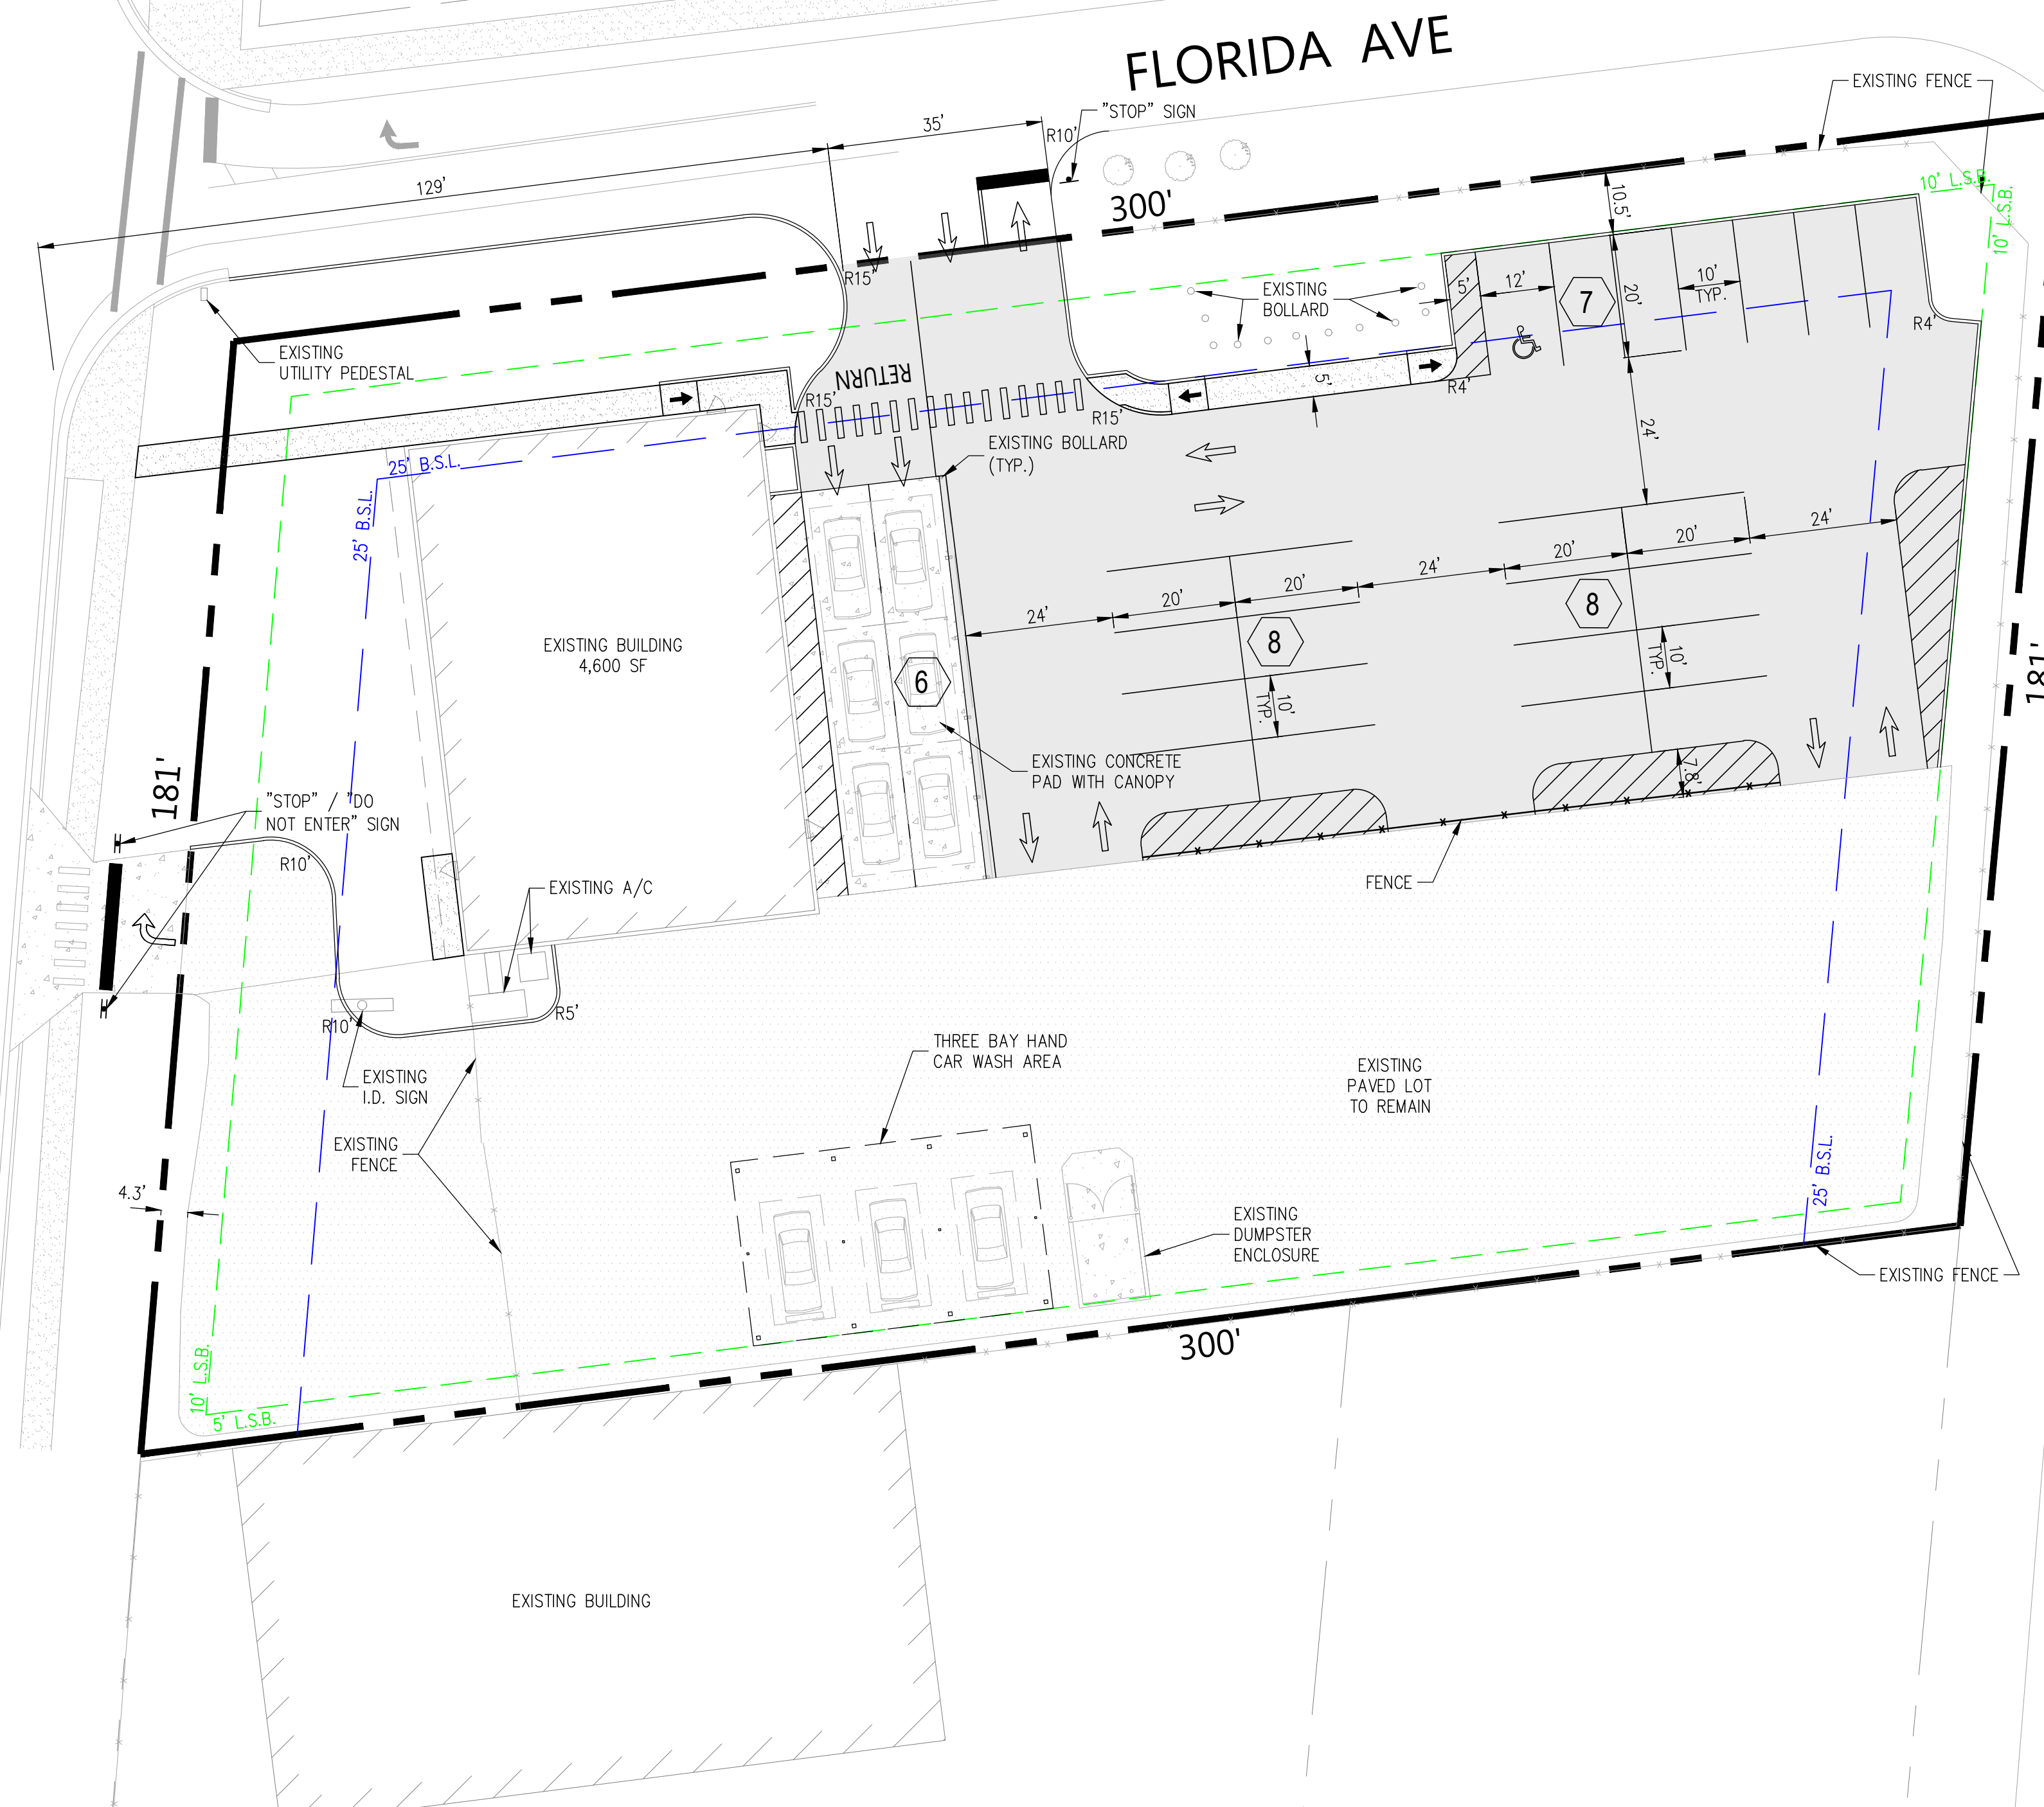 FLORIDA AVE
EXISTING FENCE
"STOP" SIGN
35'
R10'
129'
300'
10' L.S.B.
10' L.S.B.
10.5'
R15'
EXISTING
BOLLARD
5'
12'
7
20'
10'
TYP.
R4'
EXISTING
UTILITY PEDESTAL
RETURN
R15'
R15'
5'
R4'
24'
EXISTING BOLLARD
(TYP.)
25' B.S.L.
25' B.S.L.
24'
20'
20'
24'
20'
20'
24'
8
8
EXISTING BUILDING
4,600 SF
6
10'
TYP.
10'
TYP.
181'
181'
EXISTING CONCRETE
PAD WITH CANOPY
7.8'
"STOP" / "DO
NOT ENTER" SIGN
R10'
FENCE
EXISTING A/C
R10'
R5'
EXISTING
I.D. SIGN
THREE BAY HAND
CAR WASH AREA
EXISTING
PAVED LOT
TO REMAIN
EXISTING
FENCE
4.3'
25' B.S.L.
EXISTING
DUMPSTER
ENCLOSURE
EXISTING FENCE
300'
10' L.S.B.
5' L.S.B.
EXISTING BUILDING